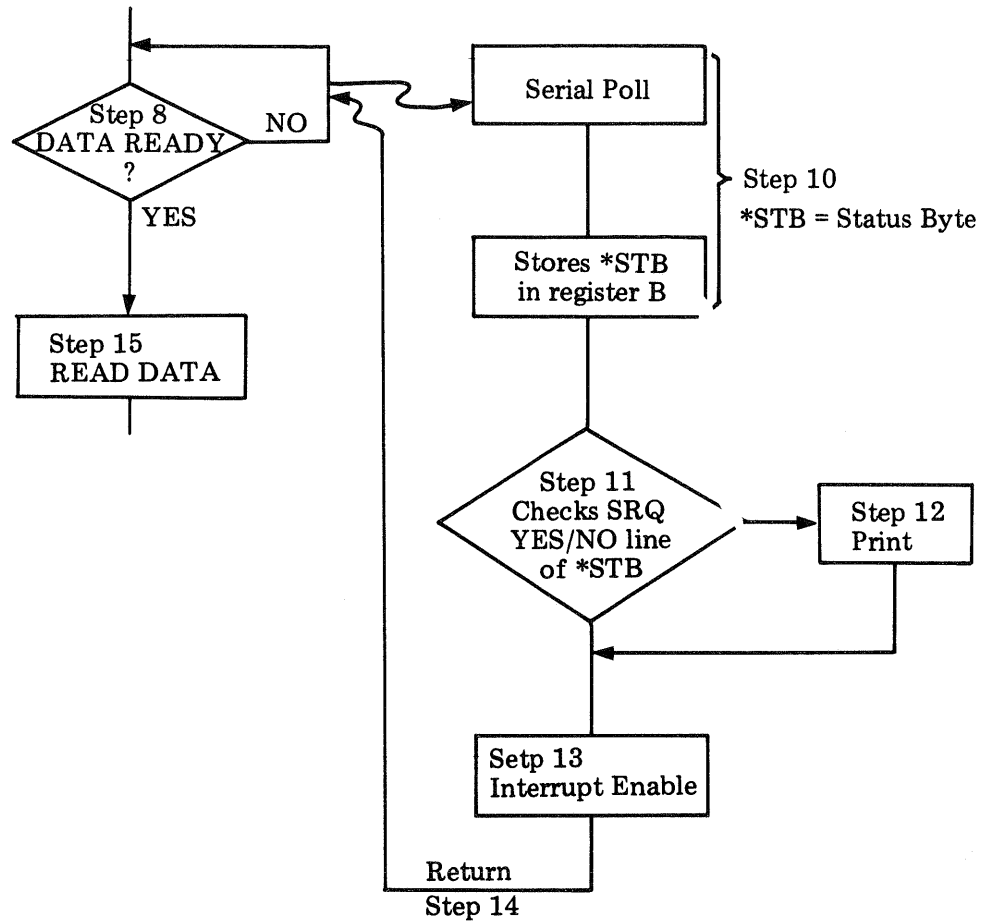 Step 8
DATA READY
?
NO
YES
Step 15
READ DATA
Serial Poll
Stores *STB
in register B
Step 10
*STB = Status Byte
Step 11
Checks SRQ
YES/NO line
of *STB
Step 12
Print
Setp 13
Interrupt Enable
Return
Step 14